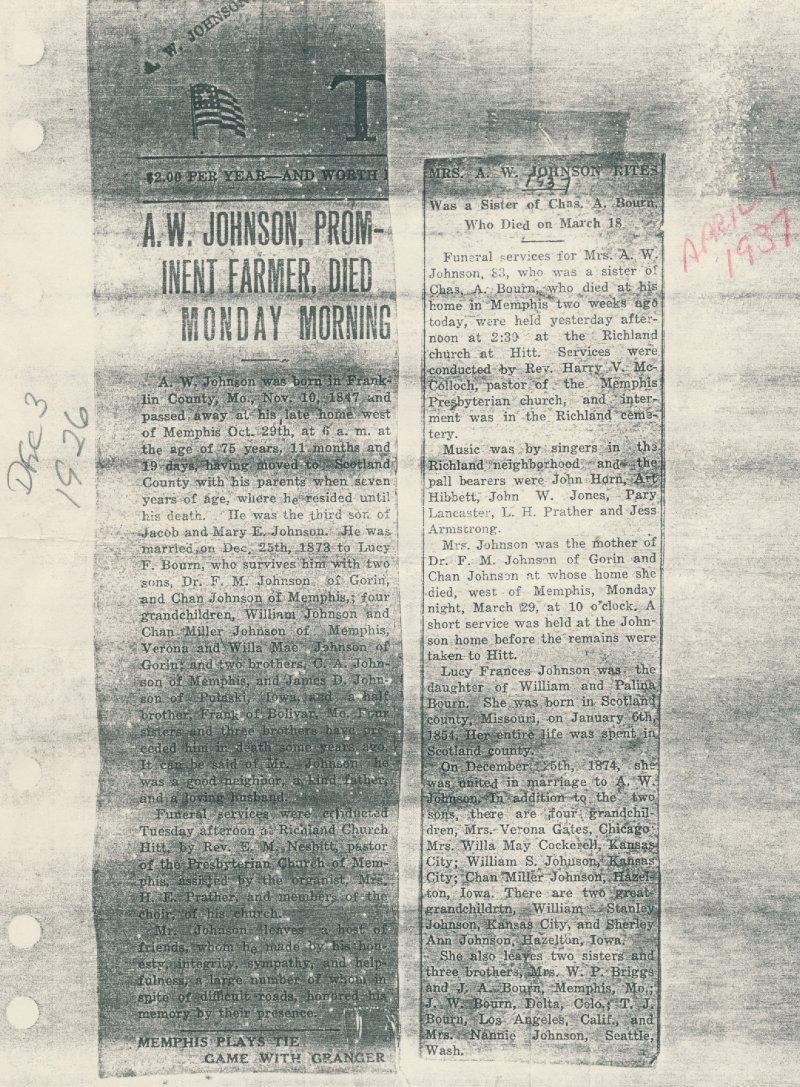 A. W. JOHNSON
T
$2.00 PER YEAR—AND WORTH
A. W. JOHNSON, PROM-
INENT FARMER, DIED
MONDAY MORNING
A. W. Johnson was born in Frank-
lin County, Mo., Nov. 10, 1847 and
passed away at his late home west
of Memphis Oct. 29th, at 6 a. m. at
the age of 75 years, 11 months and
19 days, having moved to Scotland
County with his parents when seven
years of age, where he resided until
his death. He was the third son of
Jacob and Mary E. Johnson. He was
married on Dec. 25th, 1873 to Lucy
F. Bourn, who survives him with two
sons, Dr. F. M. Johnson of Gorin,
and Chan Johnson of Memphis,; four
grandchildren, William Johnson and
Chan Miller Johnson of Memphis,
Verona and Willa Mae Johnson of
Gorin; and two brothers, C. A. John-
son of Memphis, and James D. John-
son of Pulaski, Iowa, and a half
brother, Frank of Bolivar, Mo. Four
sisters and three brothers have pre-
ceded him in death some years ago.
It can be said of Mr. Johnson he
was a good neighbor, a kind father,
and a loving husband.
Funeral services were conducted
Tuesday afteroon at Richland Church
Hitt, by Rev. E. M. Nesbitt, pastor
of the Presbyterian Church of Mem-
phis, assisted by the organist, Mrs.
H. E. Prather, and members of the
choir, of his church.
Mr. Johnson leaves a host of
friends, whom he made by his hon-
esty, integrity, sympathy, and help-
fulness, a large number of whom in
spite of difficult roads, honored his
memory by their presence.
MEMPHIS PLAYS TIE
GAME WITH GRANGER
Dec 3
1926
MRS. A. W. JOHNSON RITES
1937
Was a Sister of Chas. A. Bourn,
Who Died on March 18
Funeral services for Mrs. A. W.
Johnson, 83, who was a sister of
Chas. A. Bourn, who died at his
home in Memphis two weeks ago
today, were held yesterday after-
noon at 2:30 at the Richland
church at Hitt. Services were
conducted by Rev. Harry V. Mc-
Colloch, pastor of the Memphis
Presbyterian church, and inter-
ment was in the Richland ceme-
tery.
Music was by singers in the
Richland neighborhood and the
pall bearers were John Horn, Art
Hibbett, John W. Jones, Pary
Lancaster, L. H. Prather and Jess
Armstrong.
Mrs. Johnson was the mother of
Dr. F. M. Johnson of Gorin and
Chan Johnson at whose home she
died, west of Memphis, Monday
night, March 29, at 10 o'clock. A
short service was held at the John-
son home before the remains were
taken to Hitt.
Lucy Frances Johnson was the
daughter of William and Palina
Bourn. She was born in Scotland
county, Missouri, on January 6th,
1854. Her entire life was spent in
Scotland county.
On December 25th, 1874, she
was united in marriage to A. W.
Johnson. In addition to the two
sons, there are four grandchil-
dren, Mrs. Verona Gates, Chicago;
Mrs. Willa May Cockerell, Kansas
City; William S. Johnson, Kansas
City; Chan Miller Johnson, Hazel-
ton, Iowa. There are two great-
grandchildrtn, William Stanley
Johnson, Kansas City, and Sherley
Ann Johnson, Hazelton, Iowa.
She also leaves two sisters and
three brothers, Mrs. W. P. Briggs
and J. A. Bourn, Memphis, Mo.;
J. W. Bourn, Delta, Colo.; T. J.
Bourn, Los Angeles, Calif., and
Mrs. Nannie Johnson, Seattle,
Wash.
APRIL 1
1937